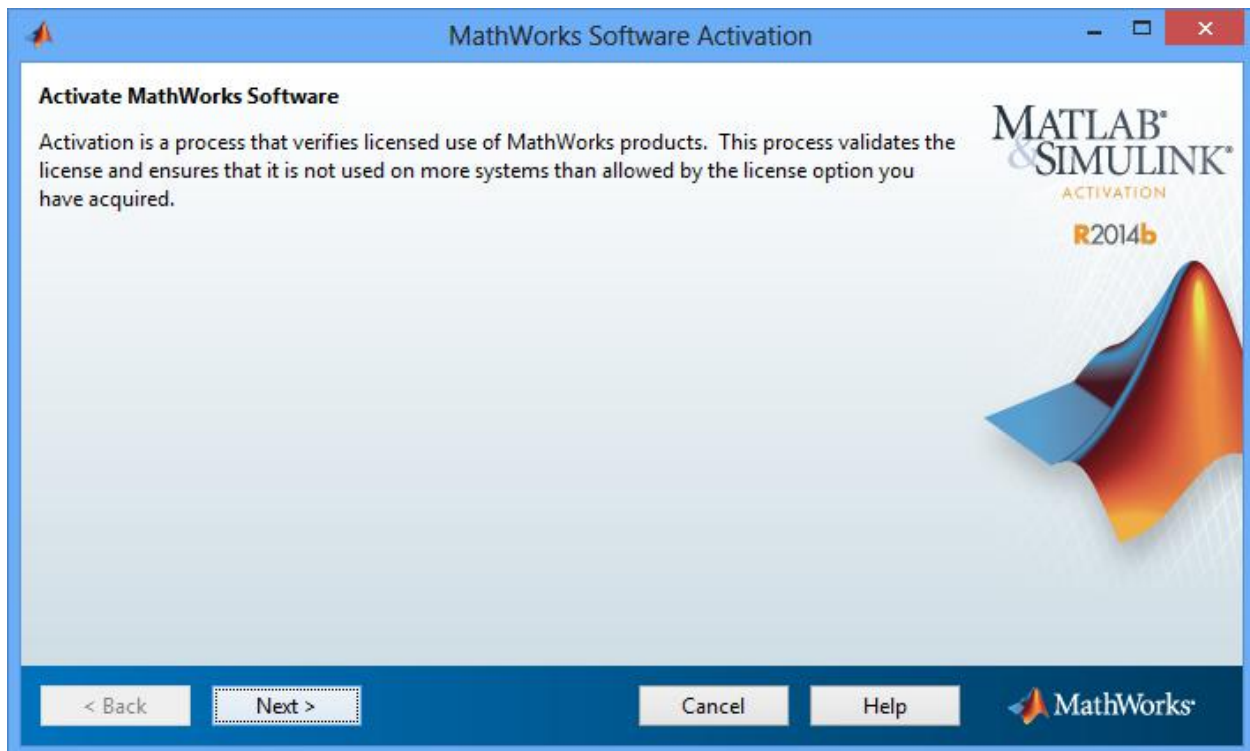 MathWorks Software Activation
Activate MathWorks Software
Activation is a process that verifies licensed use of MathWorks products. This process validates the
license and ensures that it is not used on more systems than allowed by the license option you
have acquired.
MATLAB®
&SIMULINK®
ACTIVATION
R2014b
< Back
Next >
Cancel
Help
MathWorks®